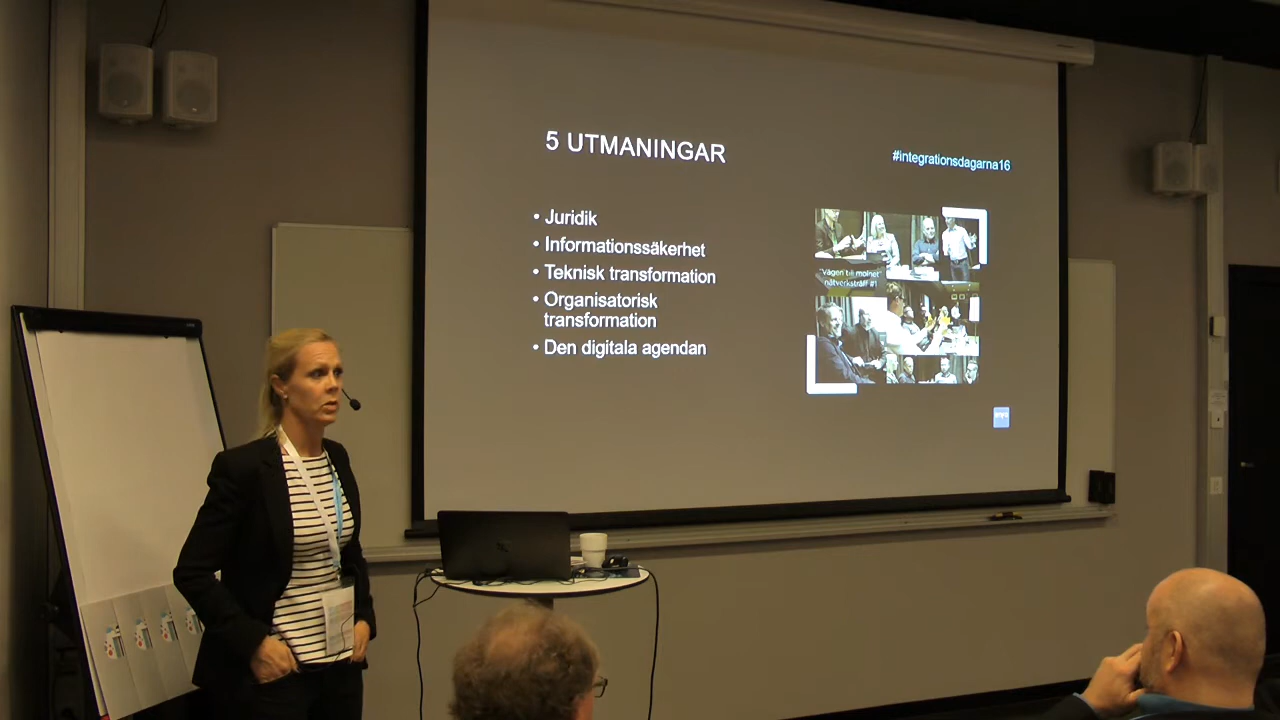 5 UTMANINGAR
#integrationsdagarna16
• Juridik
• Informationssäkerhet
• Teknisk transformation
• Organisatorisk
transformation
• Den digitala agendan
"Vägen till molnet"
nätverksträff #1